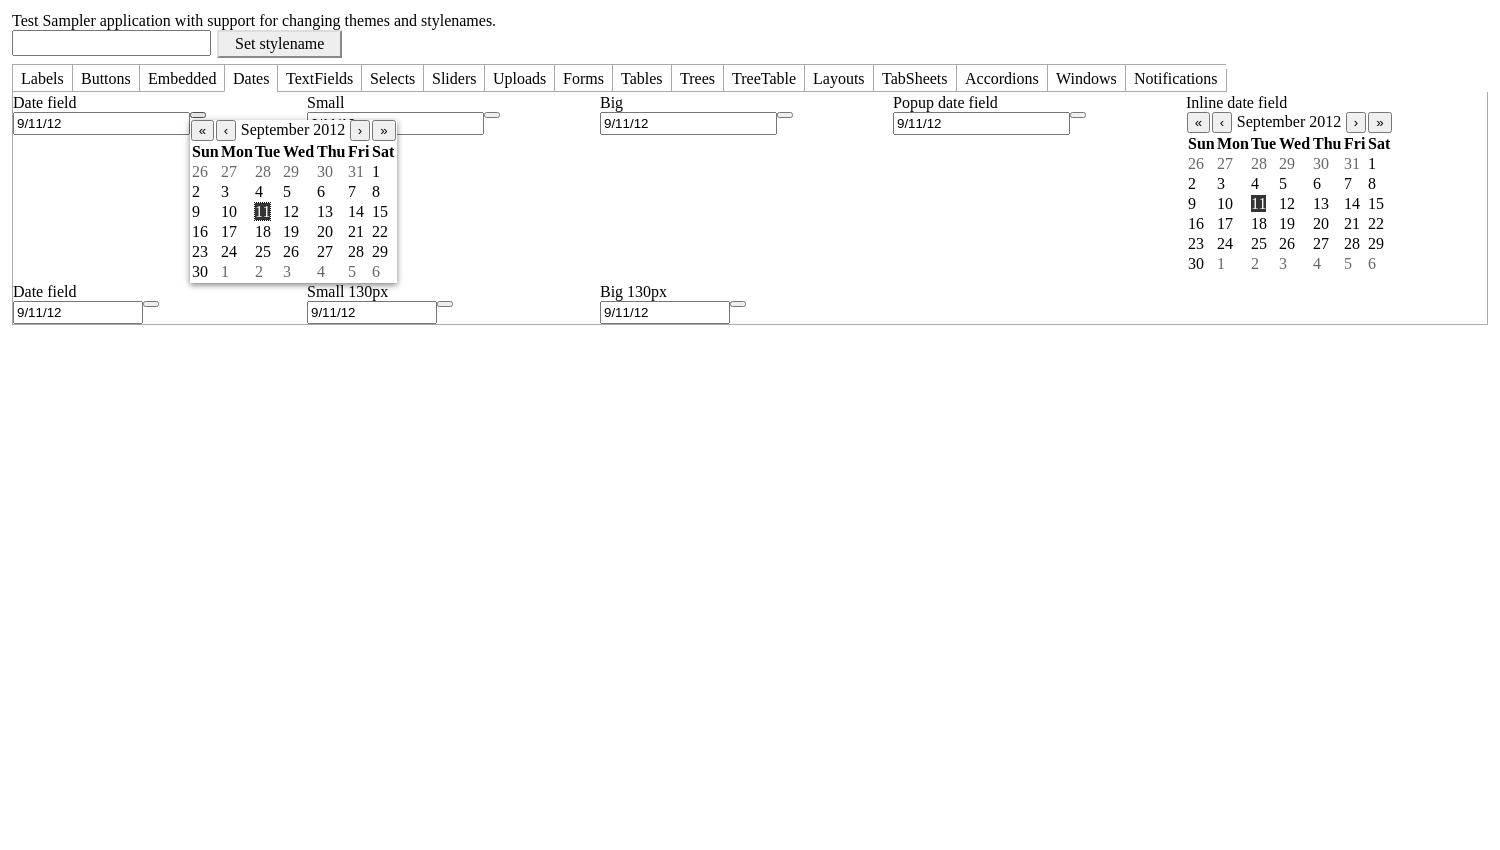 Test Sampler application with support for changing themes and stylenames.
Set stylename
Labels Buttons Embedded Dates TextFields Selects Sliders Uploads Forms Tables Trees TreeTable Layouts TabSheets Accordions Windows Notifications
Date field Small Big Popup date field Inline date field
9/11/12 9/11/12 9/11/12
« ‹ September 2012 › »
Sun Mon Tue Wed Thu Fri Sat
26 27 28 29 30 31 1
2 3 4 5 6 7 8
9 10 11 12 13 14 15
16 17 18 19 20 21 22
23 24 25 26 27 28 29
30 1 2 3 4 5 6
« ‹ September 2012 › »
Sun Mon Tue Wed Thu Fri Sat
26 27 28 29 30 31 1
2 3 4 5 6 7 8
9 10 11 12 13 14 15
16 17 18 19 20 21 22
23 24 25 26 27 28 29
30 1 2 3 4 5 6
Date field Small 130px Big 130px
9/11/12 9/11/12 9/11/12